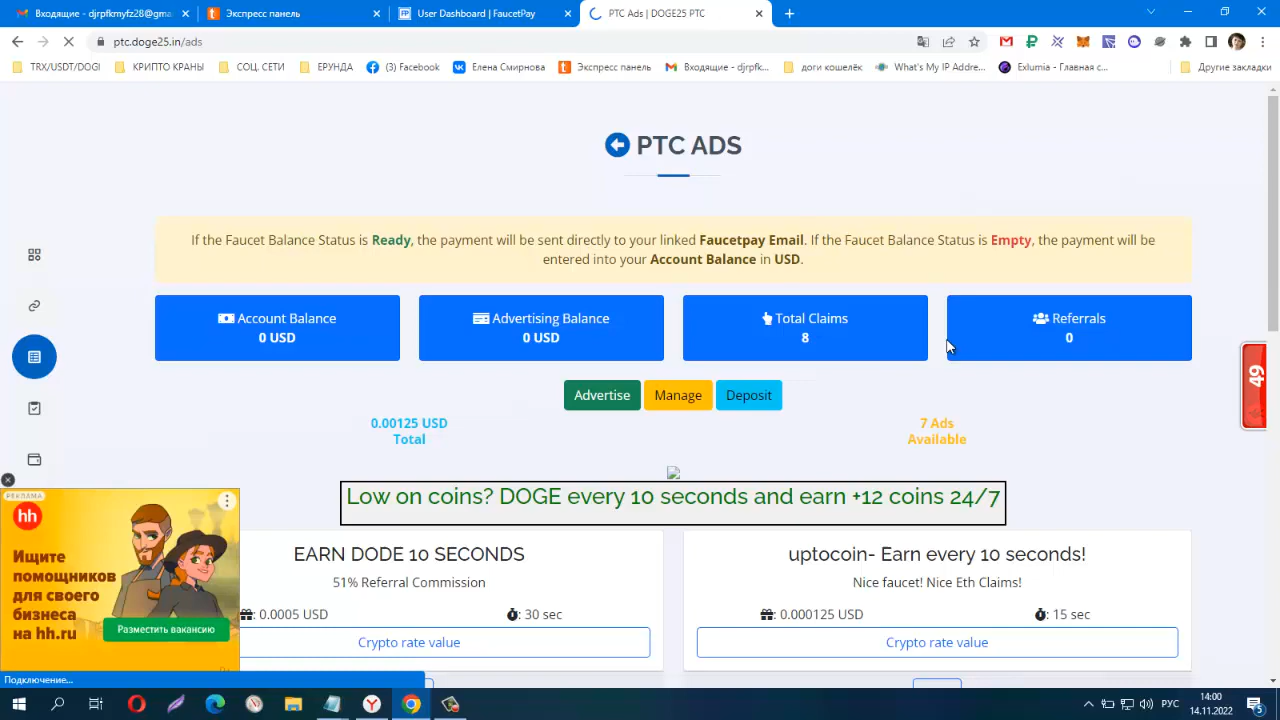 Входящие - djrpfkmyfz28@gma
Экспресс панель
User Dashboard | FaucetPay
PTC Ads | DOGE25 PTC
ptc.doge25.in/ads
TRX/USDT/DOGI
КРИПТО КРАНЫ
СОЦ. СЕТИ
ЕРУНДА
(3) Facebook
Елена Смирнова
Экспресс панель
Входящие - djrpfk...
доги кошелёк
What's My IP Addre...
Exlumia - Главная с...
Другие закладки
PTC ADS
If the Faucet Balance Status is Ready, the payment will be sent directly to your linked Faucetpay Email. If the Faucet Balance Status is Empty, the payment will be
entered into your Account Balance in USD.
Account Balance
0 USD
Advertising Balance
0 USD
Total Claims
8
Referrals
0
49
Advertise Manage Deposit
0.00125 USD
Total
7 Ads
Available
Low on coins? DOGE every 10 seconds and earn +12 coins 24/7
EARN DODE 10 SECONDS
51% Referral Commission
: 0.0005 USD
: 30 sec
Crypto rate value
uptocoin- Earn every 10 seconds!
Nice faucet! Nice Eth Claims!
: 0.000125 USD
: 15 sec
Crypto rate value
РЕКЛАМА
hh
Ищите
помощников
для своего
бизнеса
на hh.ru
Разместить вакансию
Подключение...
РУС
14:00
14.11.2022
5